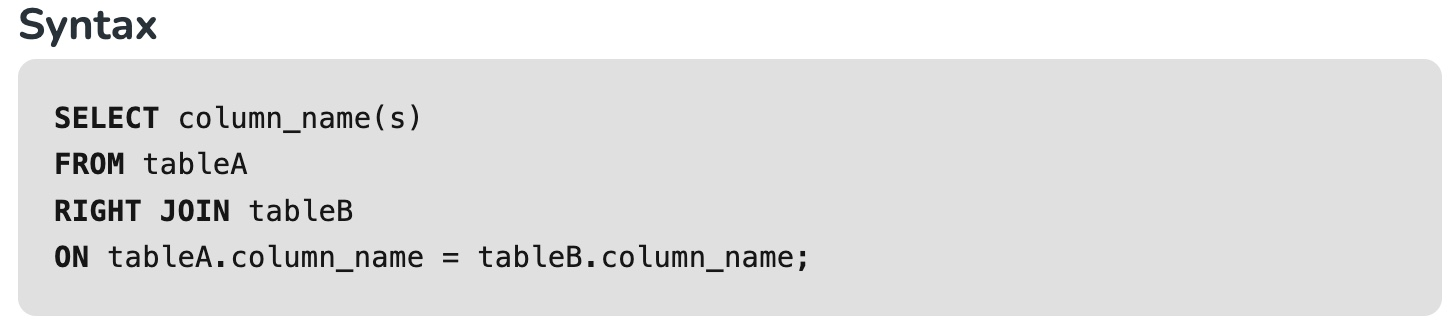 Syntax
SELECT column_name(s)
FROM tableA
RIGHT JOIN tableB
ON tableA.column_name = tableB.column_name;